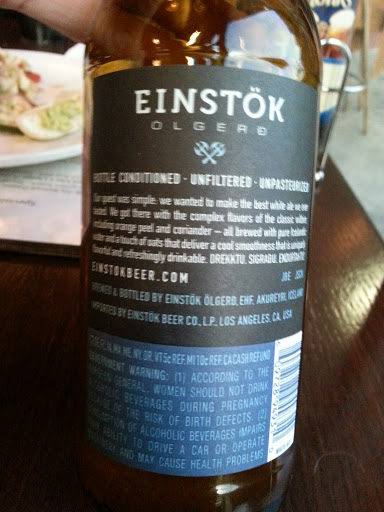 EINSTÖK
ÖLGERÐ
BOTTLE CONDITIONED · UNFILTERED · UNPASTEURIZED
Our quest was simple: we wanted to make the best white ale we ever
tasted. We got there with the complex flavors of the classic witbier
including orange peel and coriander – all brewed with pure Icelandic
water and a touch of oats that deliver a cool smoothness that is uniquely
flavorful and refreshingly drinkable. DREKKTU. SIGRAÐU.
EINSTOKBEER.COM
BREWED & BOTTLED BY EINSTÖK ÖLGERÐ, EHF, AKUREYRI, ICELAND
IMPORTED BY EINSTÖK BEER CO., L.P., LOS ANGELES, CA, USA
MA, ME, NY, OR, VT 5¢ REF. MI 10¢ REF. CA CASH REFUND
GOVERNMENT WARNING: (1) ACCORDING TO THE
SURGEON GENERAL, WOMEN SHOULD NOT DRINK
ALCOHOLIC BEVERAGES DURING PREGNANCY
BECAUSE OF THE RISK OF BIRTH DEFECTS. (2)
CONSUMPTION OF ALCOHOLIC BEVERAGES IMPAIRS
YOUR ABILITY TO DRIVE A CAR OR OPERATE
MACHINERY AND MAY CAUSE HEALTH PROBLEMS